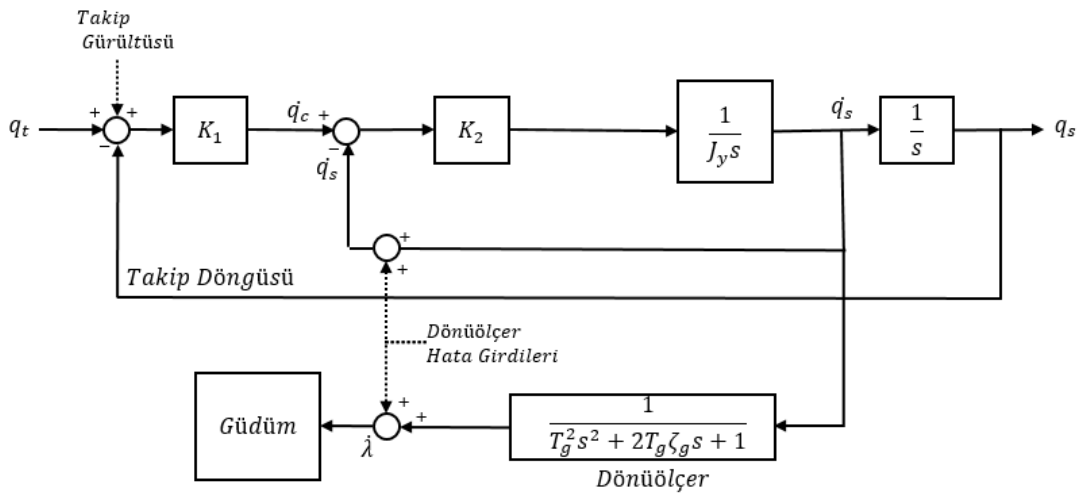 Takip
Gürültüsü
q_t
+
+
−
K_1
q̇_c
+
−
q̇_s
K_2
1
J_y s
q̇_s
1
s
q_s
+
+
Takip Döngüsü
Dönüölçer
Hata Girdileri
Güdüm
λ̇
+
+
1
T_g^2 s^2 + 2T_g ζ_g s + 1
Dönüölçer